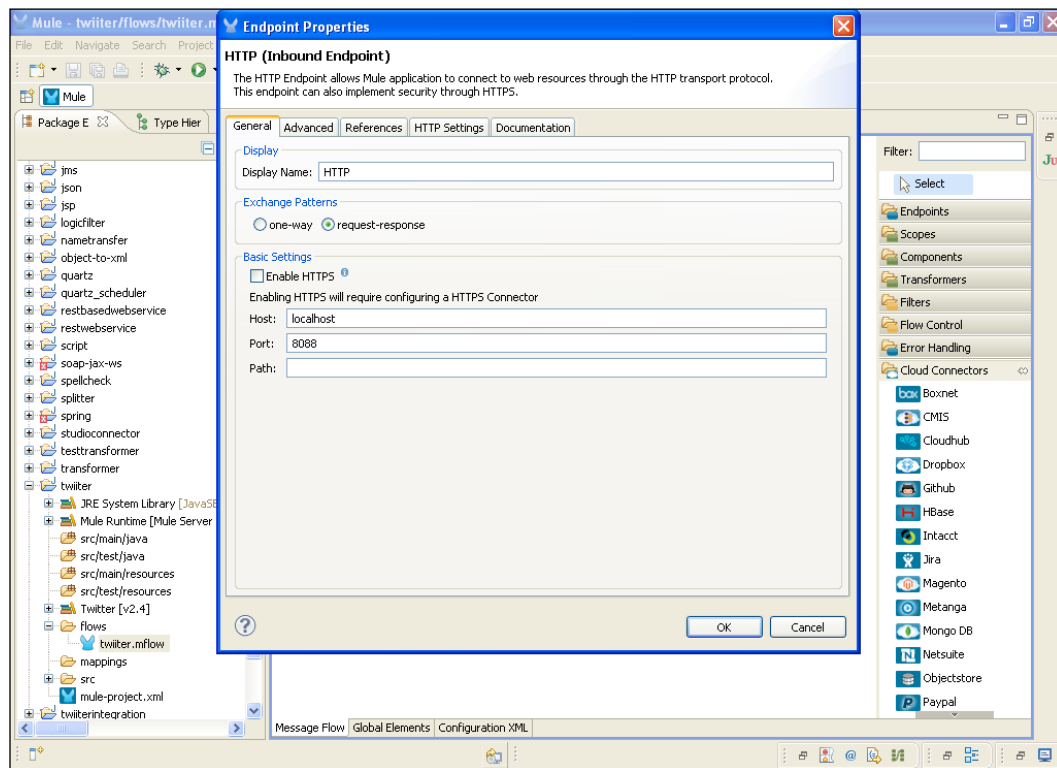 Mule - twiiter/flows/twiiter.m
File Edit Navigate Search Project
Mule
Package E
Type Hier
jms
json
jsp
logicfilter
nametransfer
object-to-xml
quartz
quartz_scheduler
restbasedwebservice
restwebservice
script
soap-jax-ws
spellcheck
splitter
spring
studioconnector
testtransformer
transformer
twiiter
JRE System Library [JavaSE
Mule Runtime [Mule Server
src/main/java
src/test/java
src/main/resources
src/test/resources
Twitter [v2.4]
flows
twiiter.mflow
mappings
src
mule-project.xml
twiiterintegration
Endpoint Properties
HTTP (Inbound Endpoint)
The HTTP Endpoint allows Mule application to connect to web resources through the HTTP transport protocol.
This endpoint can also implement security through HTTPS.
General Advanced References HTTP Settings Documentation
Display
Display Name: HTTP
Exchange Patterns
one-way request-response
Basic Settings
Enable HTTPS
Enabling HTTPS will require configuring a HTTPS Connector
Host: localhost
Port: 8088
Path:
OK Cancel
Message Flow Global Elements Configuration XML
Filter:
Select
Endpoints
Scopes
Components
Transformers
Filters
Flow Control
Error Handling
Cloud Connectors
box Boxnet
CMIS
Cloudhub
Dropbox
Github
HBase
Intacct
Jira
Magento
Metanga
Mongo DB
Netsuite
Objectstore
Paypal
Ju